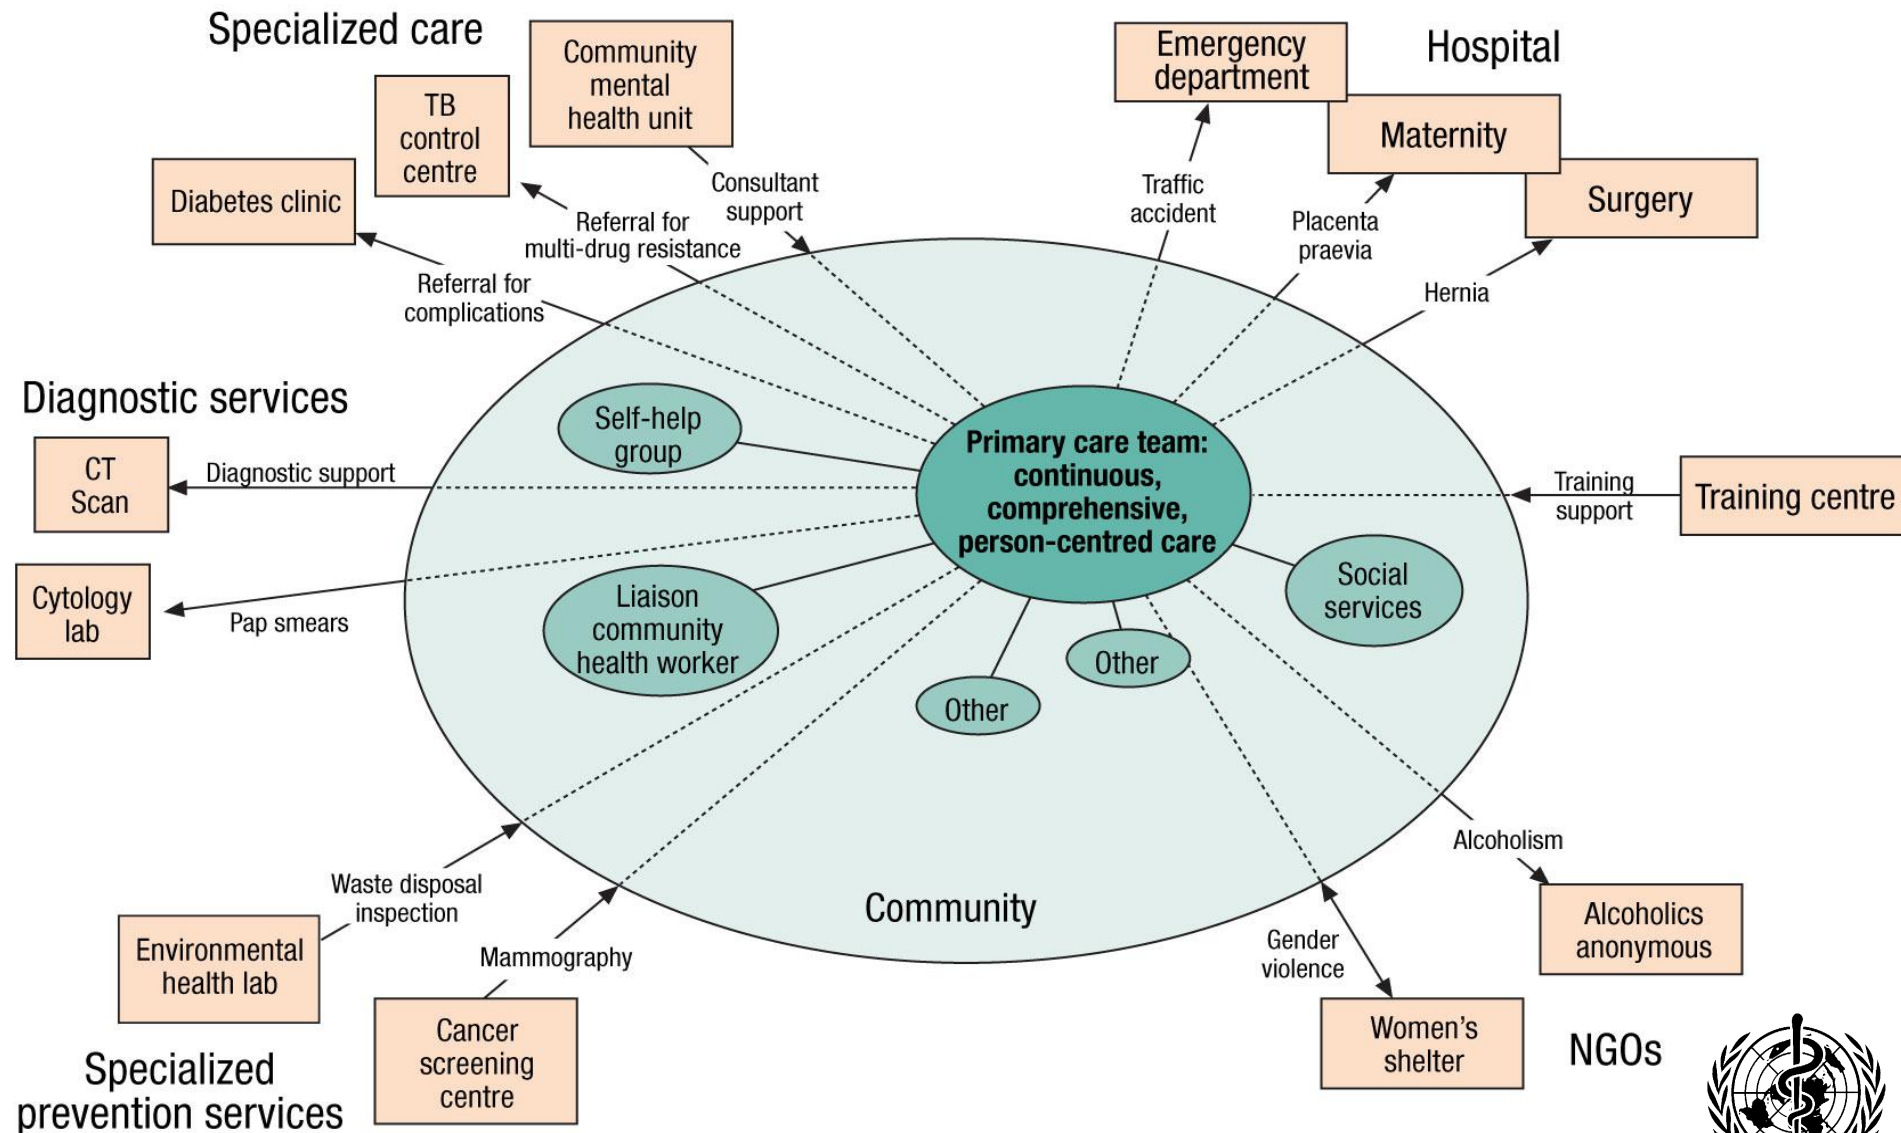 Specialized care
Community
mental
health unit
TB
control
centre
Diabetes clinic
Consultant
support
Referral for
multi-drug resistance
Referral for
complications
Emergency
department
Hospital
Maternity
Surgery
Traffic
accident
Placenta
praevia
Hernia
Diagnostic services
CT
Scan
Diagnostic support
Cytology
lab
Pap smears
Self-help
group
Primary care team:
continuous,
comprehensive,
person-centred care
Training
support
Training centre
Liaison
community
health worker
Social
services
Other
Other
Community
Waste disposal
inspection
Environmental
health lab
Mammography
Cancer
screening
centre
Specialized
prevention services
Alcoholism
Alcoholics
anonymous
Gender
violence
Women's
shelter
NGOs